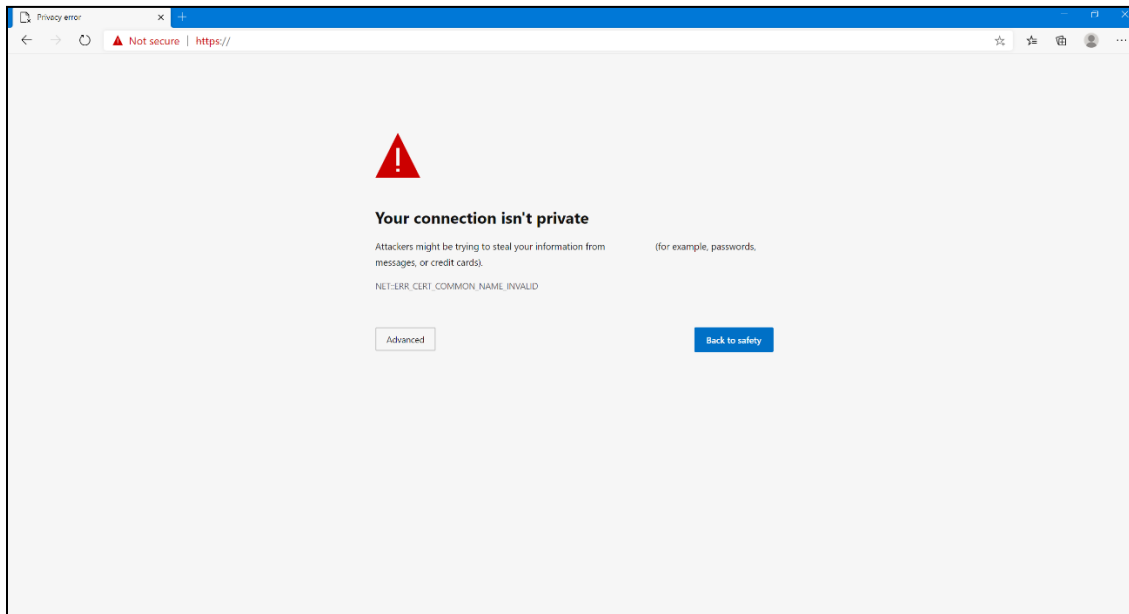 Privacy error
Not secure | https://
Your connection isn't private
Attackers might be trying to steal your information from (for example, passwords,
messages, or credit cards).
NET::ERR_CERT_COMMON_NAME_INVALID
Advanced Back to safety